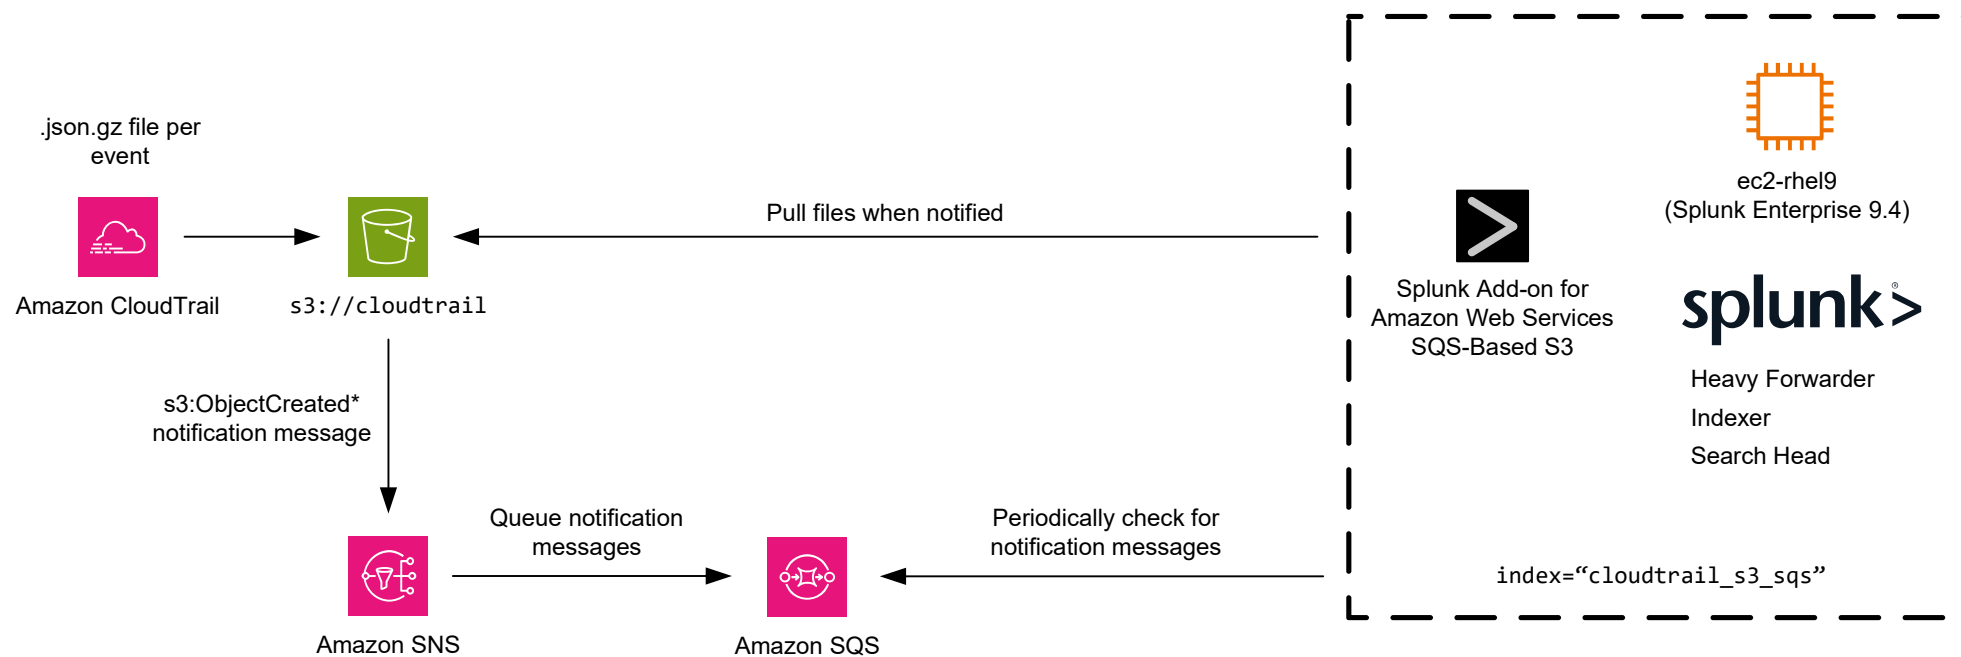 .json.gz file per
event
Amazon CloudTrail
s3://cloudtrail
Pull files when notified
s3:ObjectCreated*
notification message
Amazon SNS
Queue notification
messages
Amazon SQS
Periodically check for
notification messages
Splunk Add-on for
Amazon Web Services
SQS-Based S3
ec2-rhel9
(Splunk Enterprise 9.4)
splunk>®
Heavy Forwarder
Indexer
Search Head
index=“cloudtrail_s3_sqs”